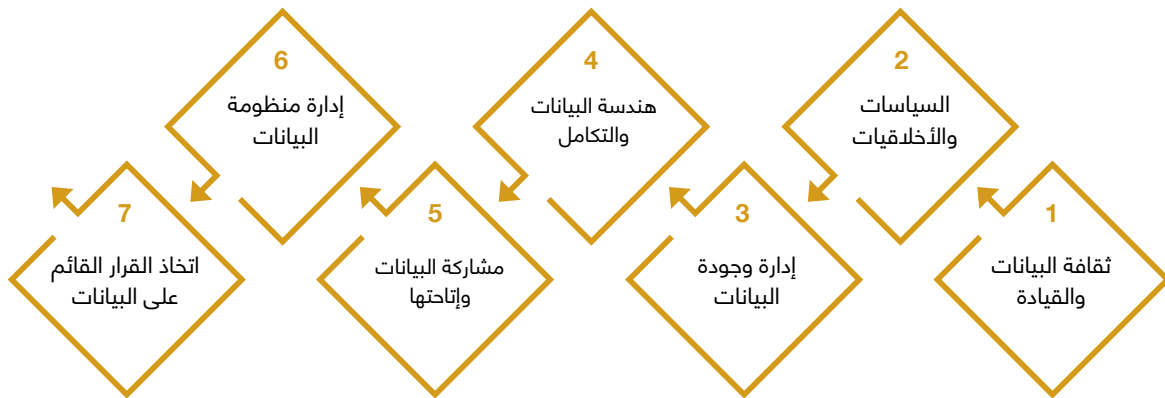 1
ثقافة البيانات
والقيادة
2
السياسات
والأخلاقيات
3
إدارة وجودة
البيانات
4
هندسة البيانات
والتكامل
5
مشاركة البيانات
وإتاحتها
6
إدارة منظومة
البيانات
7
اتخاذ القرار القائم
على البيانات